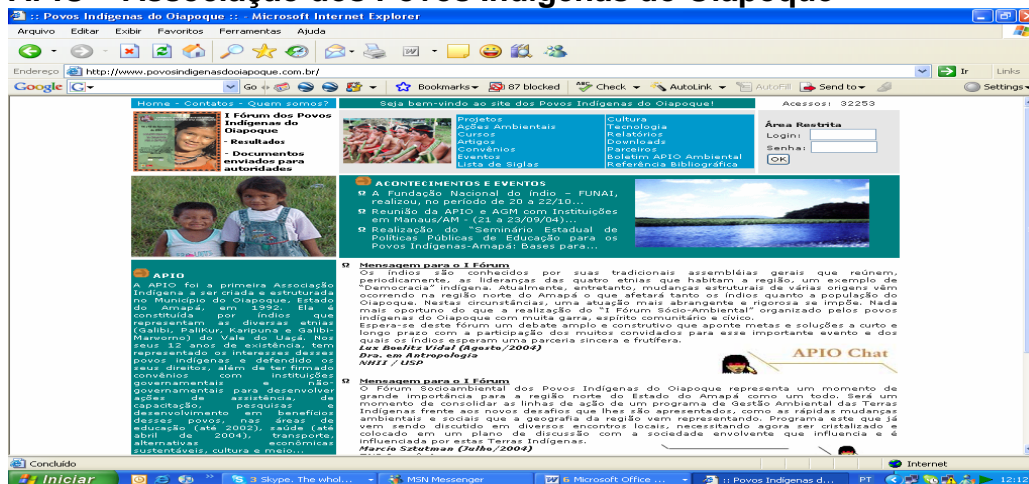 APIO – Associação dos Povos Indígenas do Oiapoque
:: Povos Indígenas do Oiapoque :: - Microsoft Internet Explorer
Arquivo Editar Exibir Favoritos Ferramentas Ajuda
Endereço http://www.povosindigenasdooiapoque.com.br/ Ir Links
Google G Go 87 blocked Bookmarks Check AutoLink AutoFill Send to Settings
Home - Contatos - Quem somos?
Seja bem-vindo ao site dos Povos Indígenas do Oiapoque!
Acessos: 32253
I Fórum dos Povos
Indígenas do
Oiapoque
- Resultados
- Documentos
enviados para
autoridades
Projetos
Ações Ambientais
Cursos
Artigos
Convênios
Eventos
Lista de Siglas
Cultura
Tecnologia
Relatórios
Downloads
Parceiros
Boletim APIO Ambiental
Referência Bibliográfica
Área Restrita
Login:
Senha:
OK
ACONTECIMENTOS E EVENTOS
A Fundação Nacional do índio – FUNAI,
realizou, no período de 20 a 22/10...
Reunião da APIO e AGM com Instituições
em Manaus/AM - (21 a 23/09/04)...
Realização do "Seminário Estadual de
Políticas Públicas de Educação para os
Povos Indígenas-Amapá: Bases para...
APIO
A APIO foi a primeira Associação
Indígena a ser criada e estruturada
no Município do Oiapoque, Estado
do Amapá, em 1992. Ela é
constituída por índios que
representam as diversas etnias
(Galibi, Palikur, Karipuna e Galibi-
Marworno) do Vale do Uaçá. Nos
seus 12 anos de existência, tem
representado os interesses desses
povos indígenas e defendido os
seus direitos, além de ter firmado
convênios com instituições
governamentais e não-
governamentais para desenvolver
ações de assistência, de
capacitação, pesquisas e
desenvolvimento em benefícios
desses povos, nas áreas de
educação (até 2002), saúde (até
abril de 2004), transporte,
alternativas econômicas
sustentáveis, cultura e meio...
Mensagem para o I Fórum
Os índios são conhecidos por suas tradicionais assembléias gerais que reúnem,
periodicamente, as lideranças das quatro etnias que habitam a região, um exemplo de
"Democracia" indígena. Atualmente, entretanto, mudanças estruturais de várias origens vêm
ocorrendo na região norte do Amapá o que afetará tanto os índios quanto a população do
Oiapoque. Nestas circunstâncias, uma atuação mais abrangente e rigorosa se impõe. Nada
mais oportuno do que a realização do "I Fórum Sócio-Ambiental" organizado pelos povos
indígenas do Oiapoque com muita garra, espírito comunitário e cívico.
Espera-se deste fórum um debate amplo e construtivo que aponte metas e soluções a curto e
longo prazo com a participação dos muitos convidados para esse importante evento e dos
quais os índios esperam uma parceria sincera e frutífera.
Lux Boelitz Vidal (Agosto/2004)
Dra. em Antropologia
NHII / USP
APIO Chat
Mensagem para o I Fórum
O Fórum Socioambiental dos Povos Indígenas do Oiapoque representa um momento de
grande importância para a região norte do Estado do Amapá como um todo. Será um
momento de consolidar as linhas de ação de um programa de Gestão Ambiental das Terras
Indígenas frente aos novos desafios que lhes são apresentados, como as rápidas mudanças
ambientais e sociais que a geografia da região vem representando. Programa este que já
vem sendo discutido em diversos encontros locais, necessitando agora ser cristalizado e
colocado em um plano de discussão com a sociedade envolvente que influencia e é
influenciada por estas Terras Indígenas.
Marcio Sztutman (Julho/2004)
Concluído Internet
Iniciar 3 Skype. The whol... MSN Messenger 6 Microsoft Office ... :: Povos Indígenas d... PT 12:12